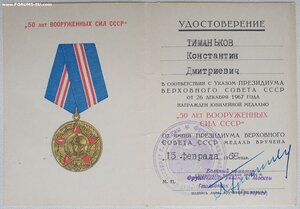 www.FORUMS-SU.com
"50 ЛЕТ ВООРУЖЕННЫХ СИЛ СССР"
УДОСТОВЕРЕНИЕ
ТИМАНЬКОВ
Константин
Дмитриевич
В СООТВЕТСТВИИ С УКАЗОМ ПРЕЗИДИУМА
ВЕРХОВНОГО СОВЕТА СССР
ОТ 26 ДЕКАБРЯ 1967 ГОДА
НАГРАЖДЕН ЮБИЛЕЙНОЙ МЕДАЛЬЮ
"50 ЛЕТ ВООРУЖЕННЫХ
СИЛ СССР"
ОТ ИМЕНИ ПРЕЗИДИУМА ВЕРХОВНОГО
СОВЕТА СССР МЕДАЛЬ ВРУЧЕНА
15 февраля 1968 г.
М. П.